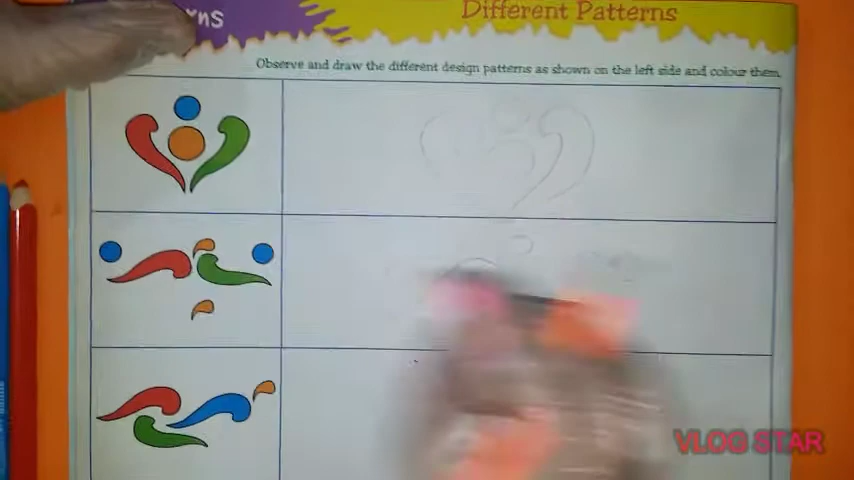 Different Patterns
Observe and draw the different design patterns as shown on the left side and colour them.
VLOG STAR